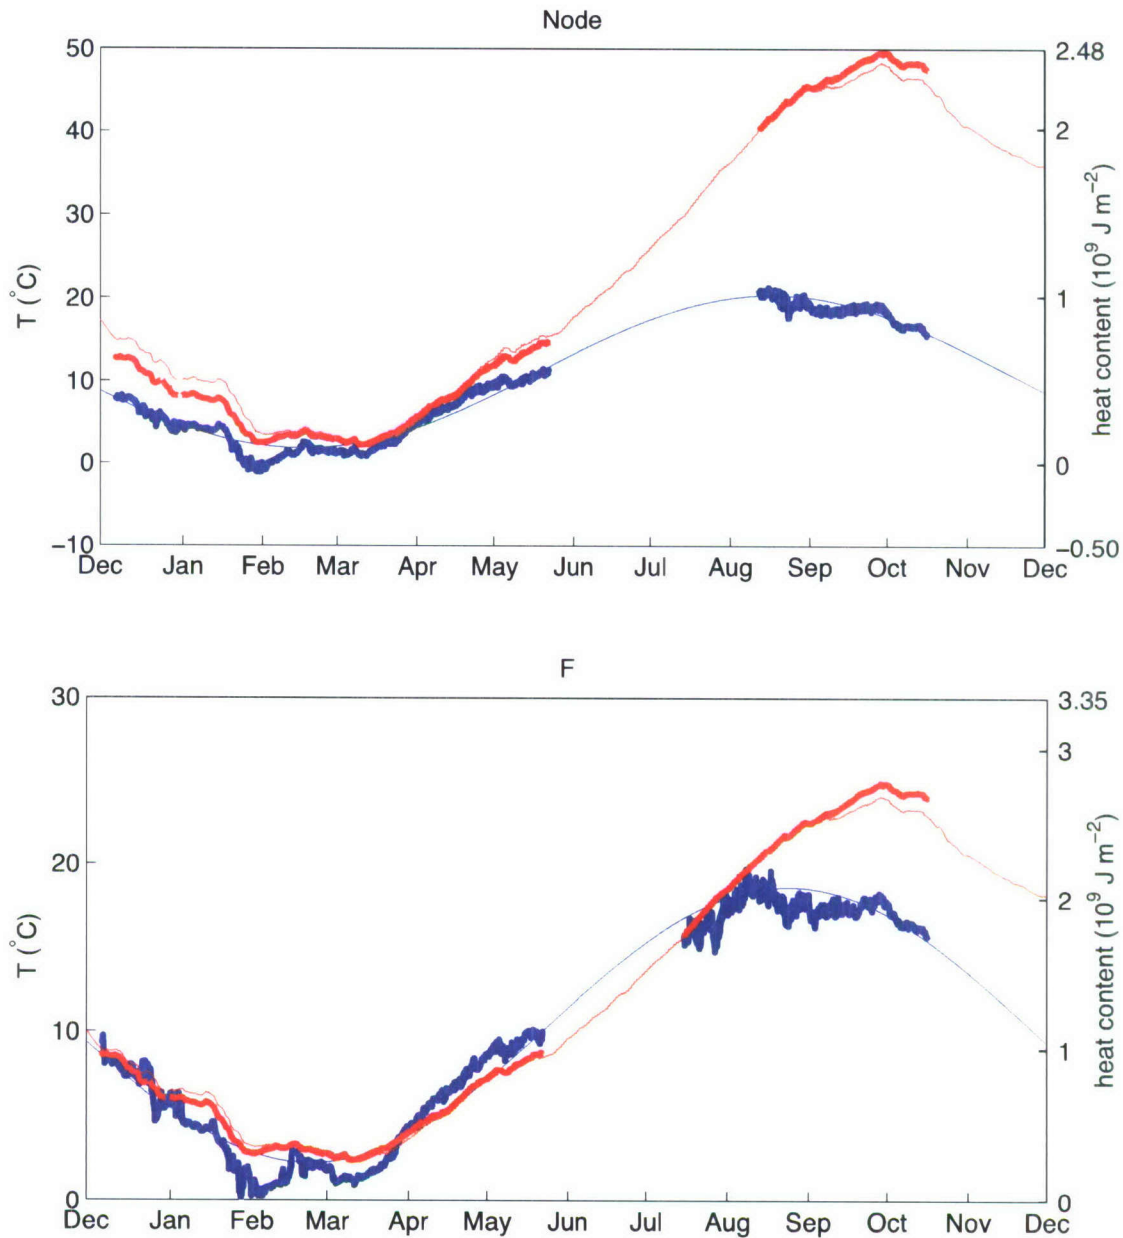 Node
50
40
30
20
10
0
−10
T (°C)
2.48
2
1
0
−0.50
heat content (10⁹ J m⁻²)
Dec Jan Feb Mar Apr May Jun Jul Aug Sep Oct Nov Dec
F
30
20
10
0
T (°C)
3.35
3
2
1
0
heat content (10⁹ J m⁻²)
Dec Jan Feb Mar Apr May Jun Jul Aug Sep Oct Nov Dec